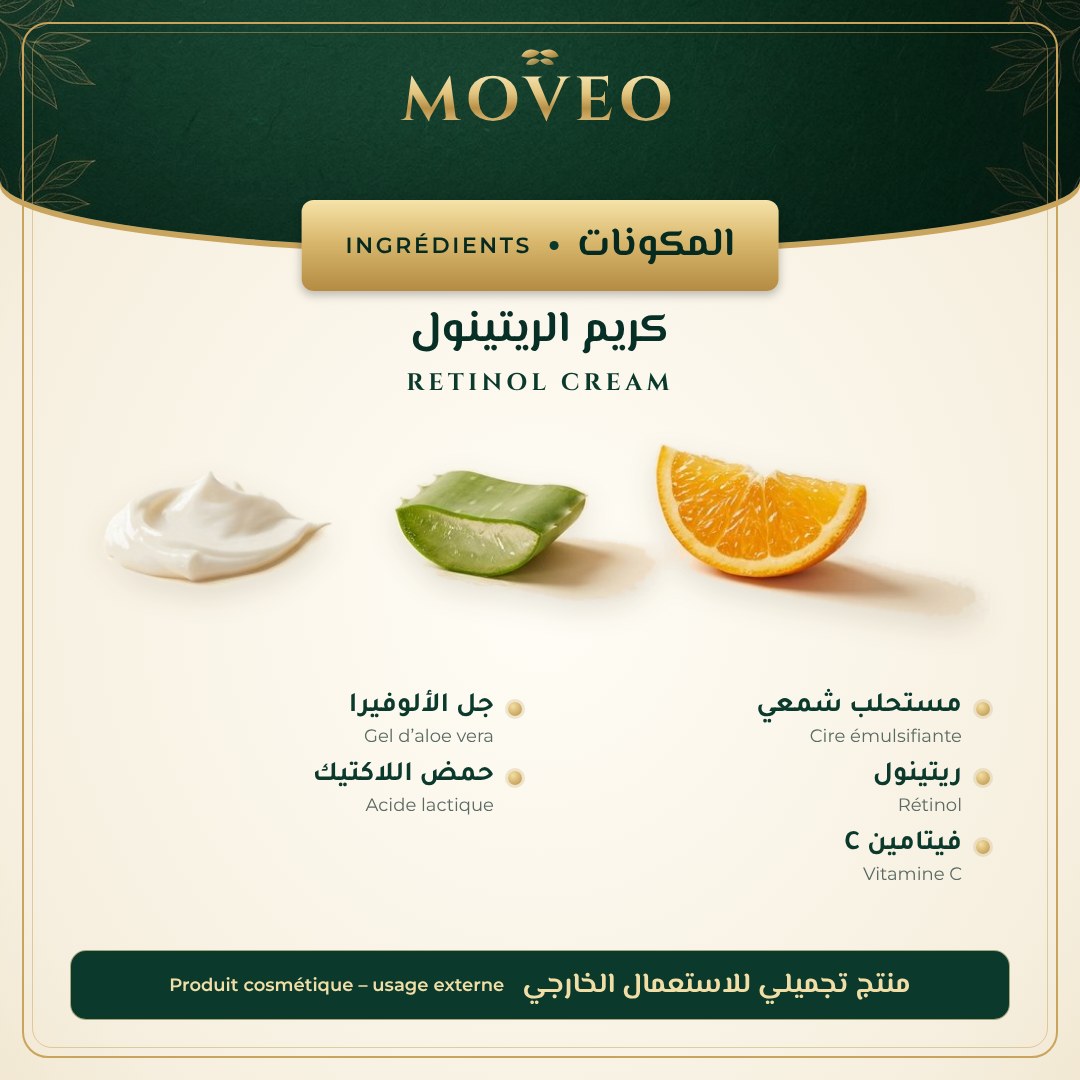 MOVEO
المكونات • INGRÉDIENTS
كريم الريتينول
RETINOL CREAM
مستحلب شمعي
Cire émulsifiante
ريتينول
Rétinol
فيتامين C
Vitamine C
جل الألوفيرا
Gel d’aloe vera
حمض اللاكتيك
Acide lactique
منتج تجميلي للاستعمال الخارجي Produit cosmétique – usage externe